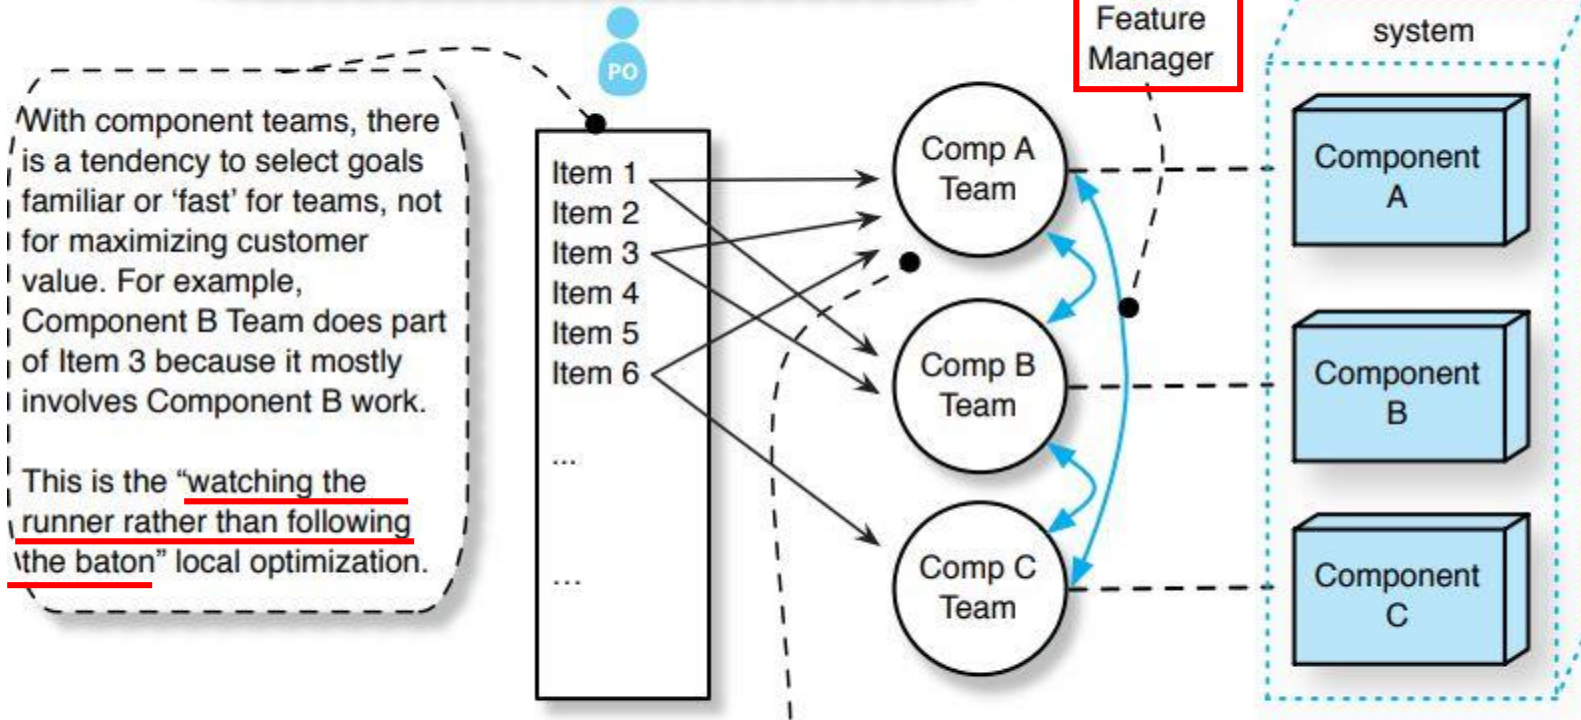 PO
Feature
Manager
system
With component teams, there
is a tendency to select goals
familiar or ‘fast’ for teams, not
for maximizing customer
value. For example,
Component B Team does part
of Item 3 because it mostly
involves Component B work.
This is the “watching the
runner rather than following
the baton” local optimization.
Item 1
Item 2
Item 3
Item 4
Item 5
Item 6
...
...
Comp A
Team
Comp B
Team
Comp C
Team
Component
A
Component
B
Component
C